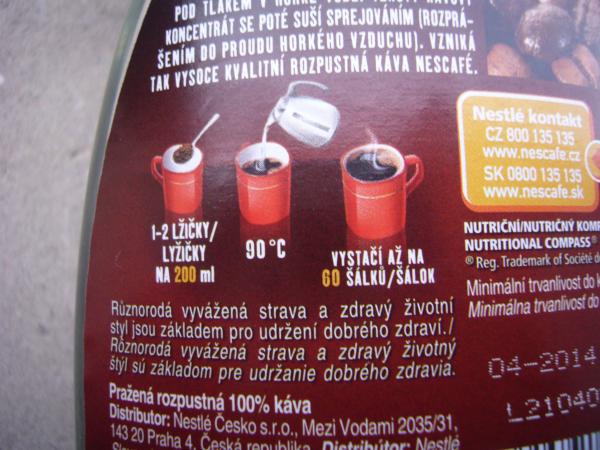 POD TLAKEM V HORKÉ
KONCENTRÁT SE POTÉ SUŠÍ SPREJOVÁNÍM (ROZPRÁ-
ŠENÍM DO PROUDU HORKÉHO VZDUCHU). VZNIKÁ
TAK VYSOCE KVALITNÍ ROZPUSTNÁ KÁVA NESCAFÉ.
Nestlé kontakt
CZ 800 135 135
www.nescafe.cz
SK 0800 135 135
www.nescafe.sk
1-2 LŽIČKY/
LYŽIČKY
NA 200 ml
90°C
VYSTAČÍ AŽ NA
60 ŠÁLKŮ/ŠÁLOK
NUTRIČNÍ/NUTRIČNÝ KOMP
NUTRITIONAL COMPASS®
® Reg. Trademark of Société de
Minimální trvanlivost do k
Minimálna trvanlivosť do
04-2014
L21040
Různorodá vyvážená strava a zdravý životní
styl jsou základem pro udržení dobrého zdraví./
Rôznorodá vyvážená strava a zdravý životný
štýl sú základom pre udržanie dobrého zdravia.
Pražená rozpustná 100% káva
Distributor: Nestlé Česko s.r.o., Mezi Vodami 2035/31,
143 20 Praha 4, Česká republika. Distribútor: Nestlé